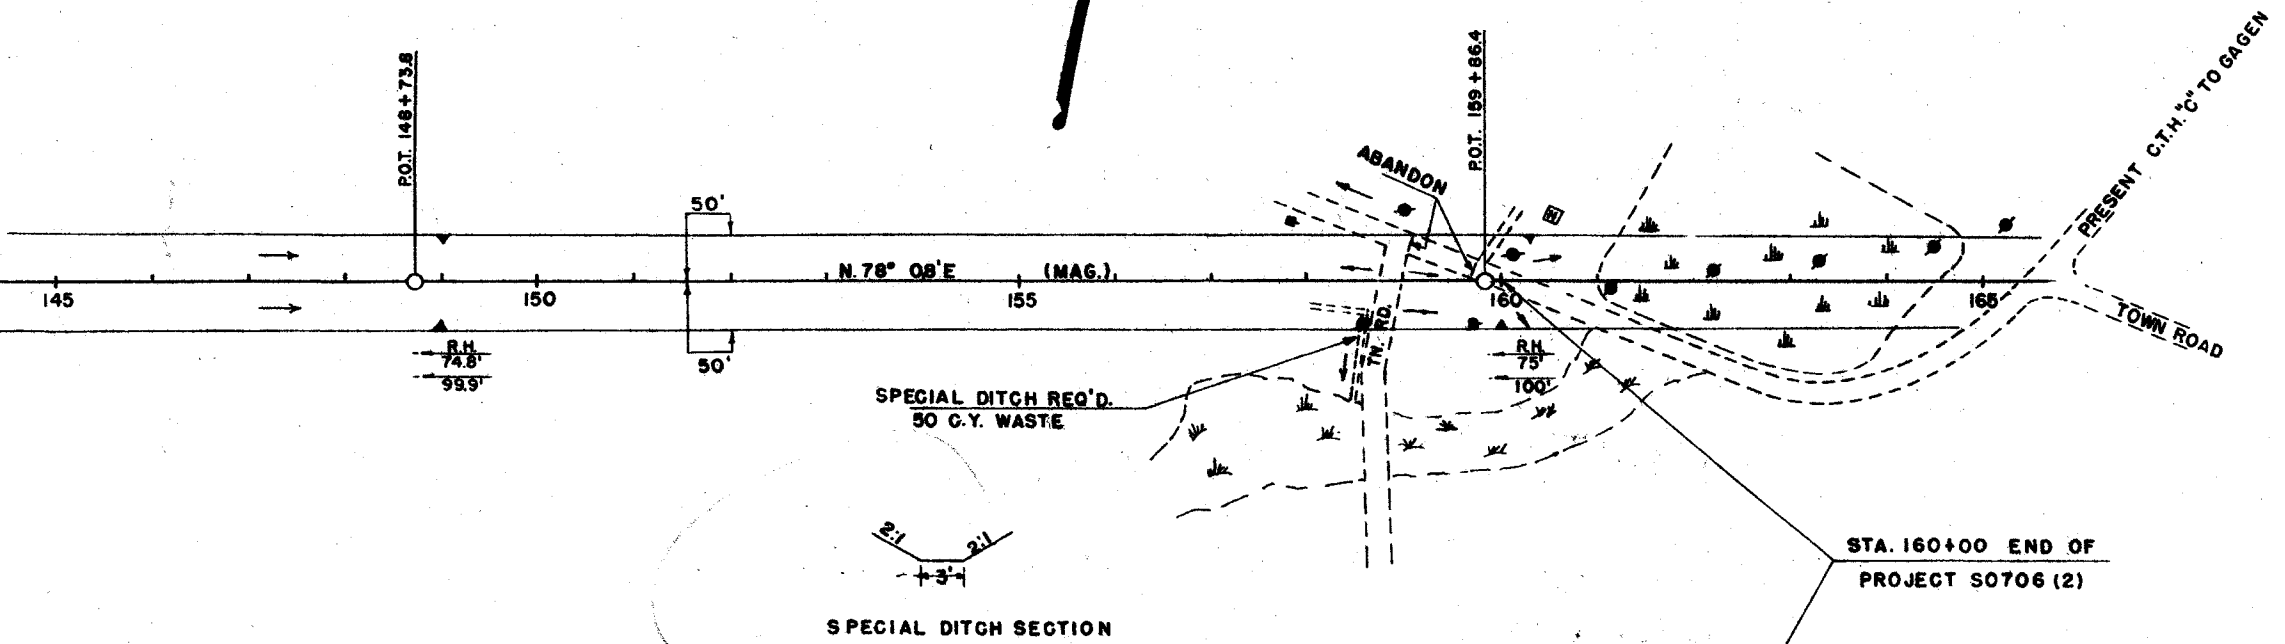 P.O.T. 148+73.8
P.O.T. 159+86.4
PRESENT C.T.H. "C" TO GAGEN
ABANDON
50'
H
N. 78° 08' E (MAG.)
145
150
155
160
165
TOWN ROAD
TN. RD.
R.H.
74.8'
99.9'
50'
R.H.
75'
100'
SPECIAL DITCH REQ'D.
50 C.Y. WASTE
2:1
2:1
3'
STA. 160+00 END OF
PROJECT S0706 (2)
SPECIAL DITCH SECTION